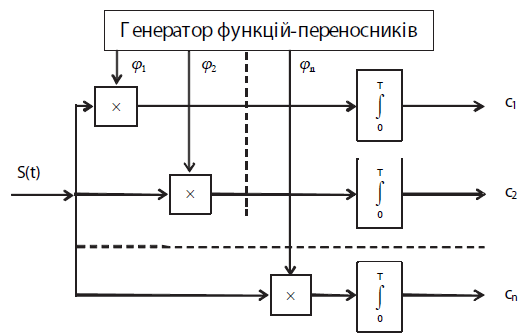 Генератор функцій-переносників
φ1 φ2 φn
× T ∫ 0 c1
S(t)
× T ∫ 0 c2
× T ∫ 0 cn